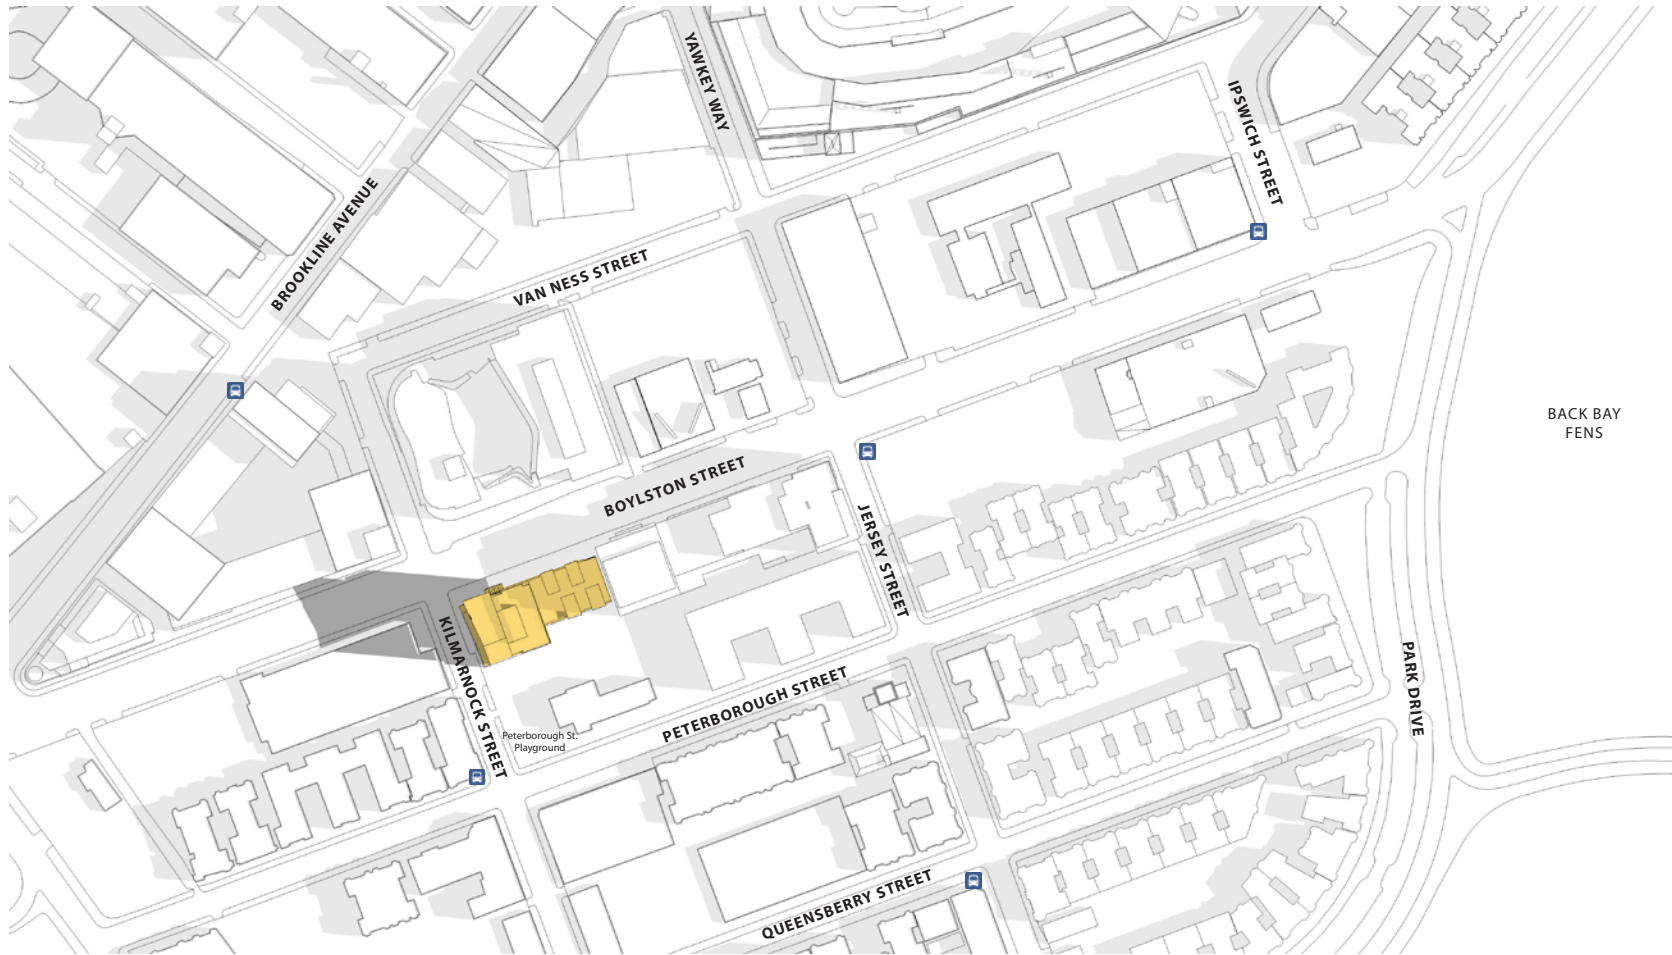 YAWKEY WAY
IPSWICH STREET
BROOKLINE AVENUE
VAN NESS STREET
BACK BAY
FENS
BOYLSTON STREET
JERSEY STREET
KILMARNOCK STREET
PARK DRIVE
PETERBOROUGH STREET
Peterborough St.
Playground
QUEENSBERRY STREET